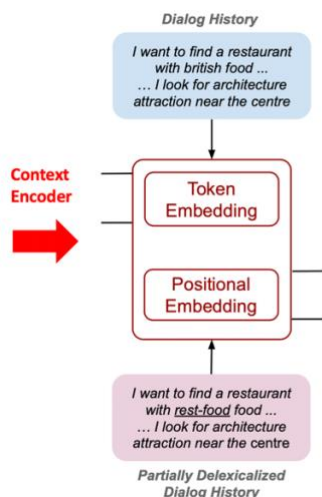 Dialog History
I want to find a restaurant
with british food ...
... I look for architecture
attraction near the centre
Context
Encoder
Token
Embedding
Positional
Embedding
I want to find a restaurant
with rest-food food ...
... I look for architecture
attraction near the centre
Partially Delexicalized
Dialog History